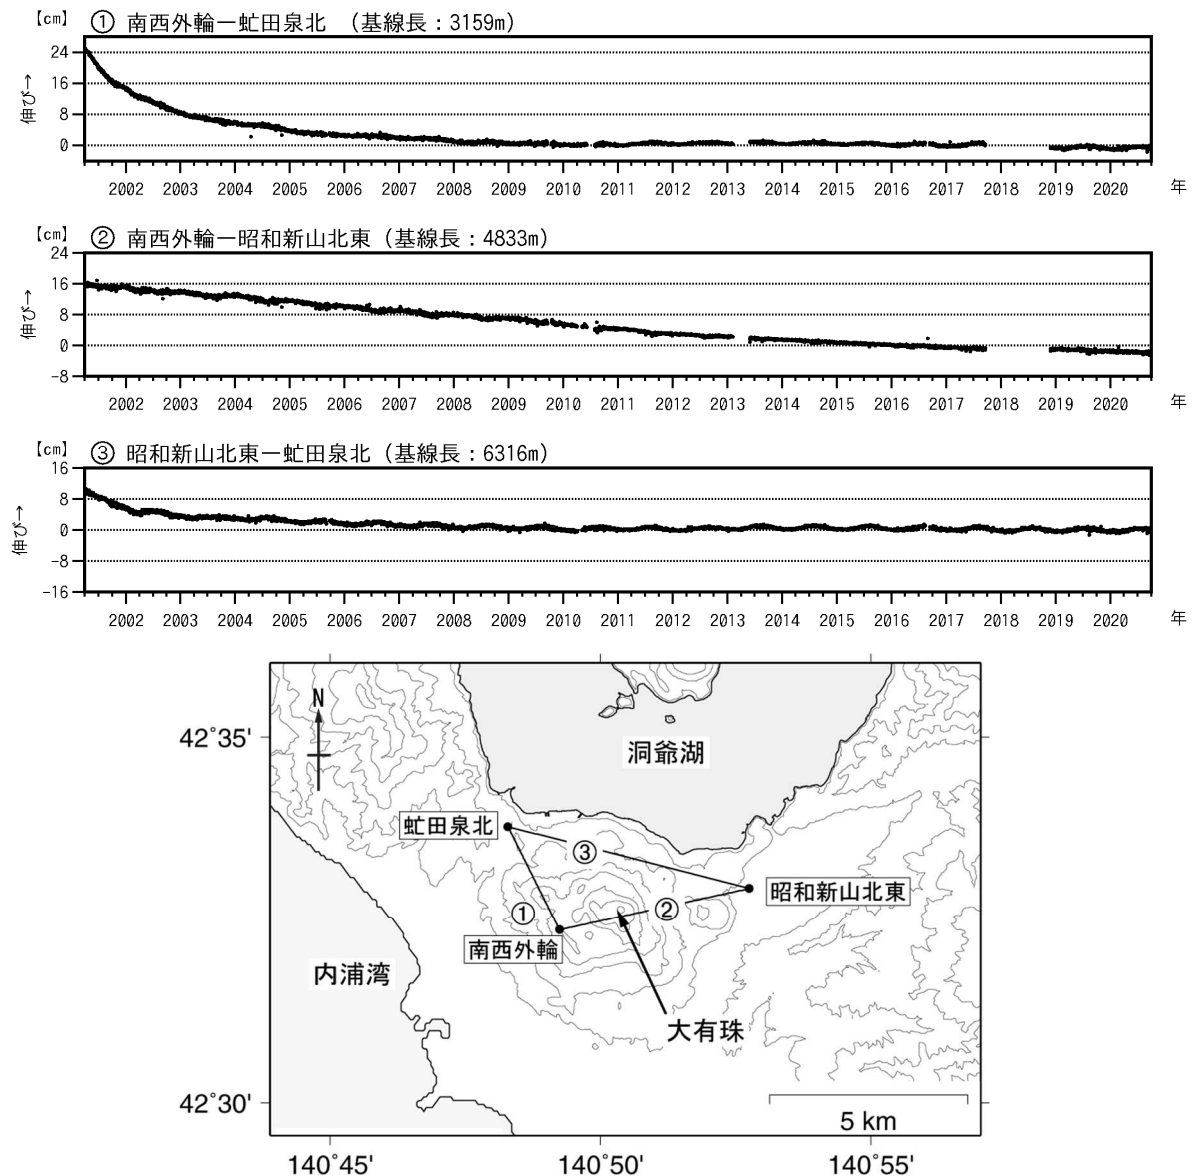 【cm】 ① 南西外輪ー虻田泉北 （基線長：3159m）
24
16
8
0
伸び→
2002 2003 2004 2005 2006 2007 2008 2009 2010 2011 2012 2013 2014 2015 2016 2017 2018 2019 2020 年
【cm】 ② 南西外輪ー昭和新山北東（基線長：4833m）
24
16
8
0
-8
伸び→
2002 2003 2004 2005 2006 2007 2008 2009 2010 2011 2012 2013 2014 2015 2016 2017 2018 2019 2020 年
【cm】 ③ 昭和新山北東ー虻田泉北（基線長：6316m）
16
8
0
-8
-16
伸び→
2002 2003 2004 2005 2006 2007 2008 2009 2010 2011 2012 2013 2014 2015 2016 2017 2018 2019 2020 年
N
42˚35'
洞爺湖
虻田泉北
③
昭和新山北東
②
①
南西外輪
内浦湾
大有珠
42˚30'
5 km
140˚45' 140˚50' 140˚55'